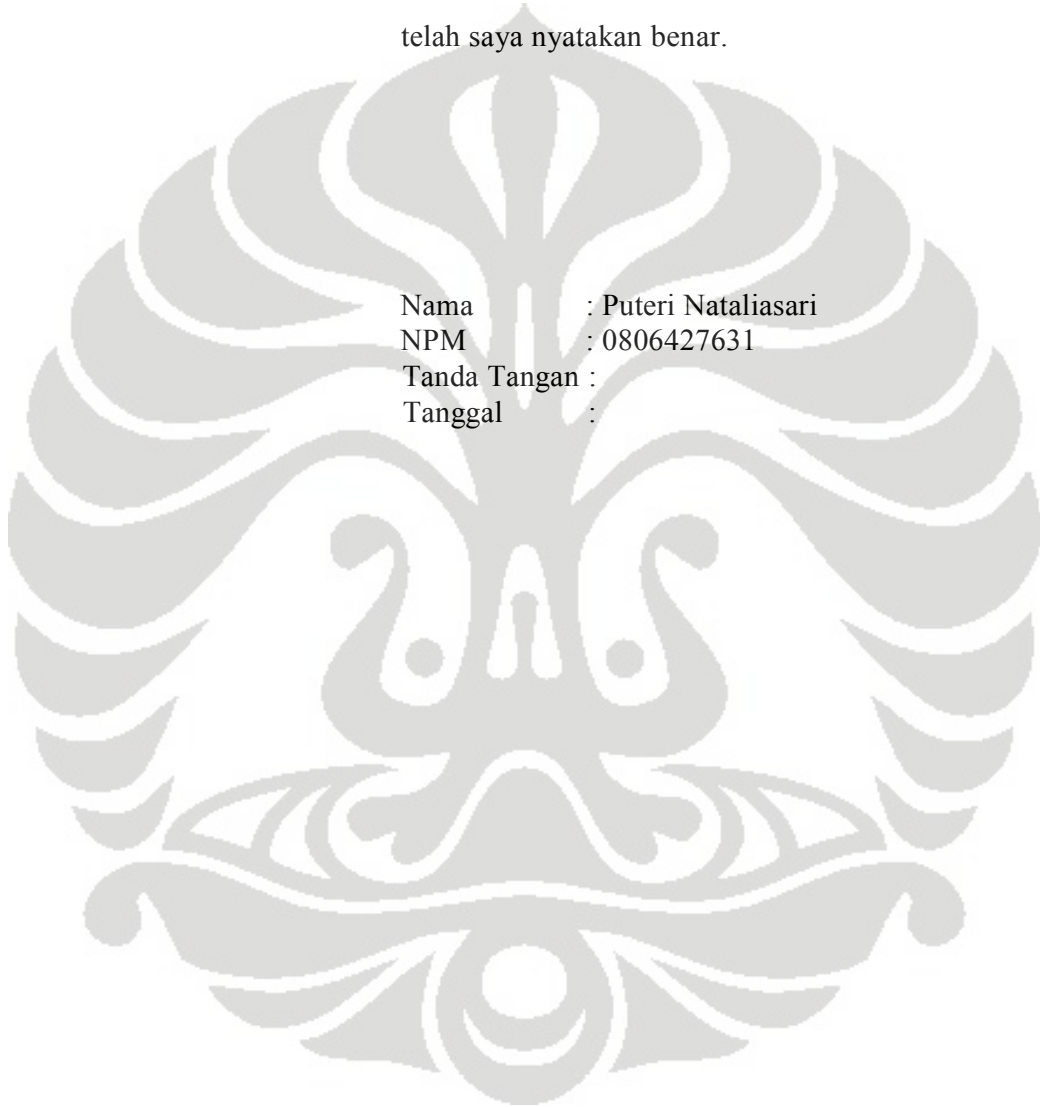 telah saya nyatakan benar.
Nama : Puteri Nataliasari
NPM : 0806427631
Tanda Tangan :
Tanggal :